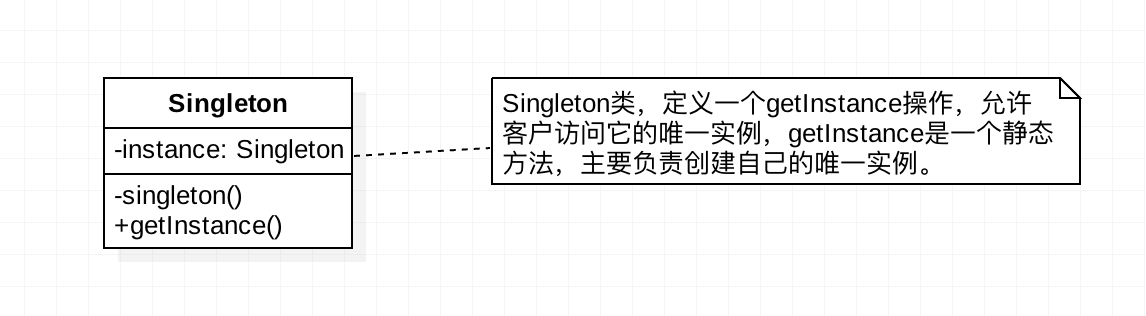 Singleton
-instance: Singleton
-singleton()
+getInstance()
Singleton类，定义一个getInstance操作，允许
客户访问它的唯一实例，getInstance是一个静态
方法，主要负责创建自己的唯一实例。